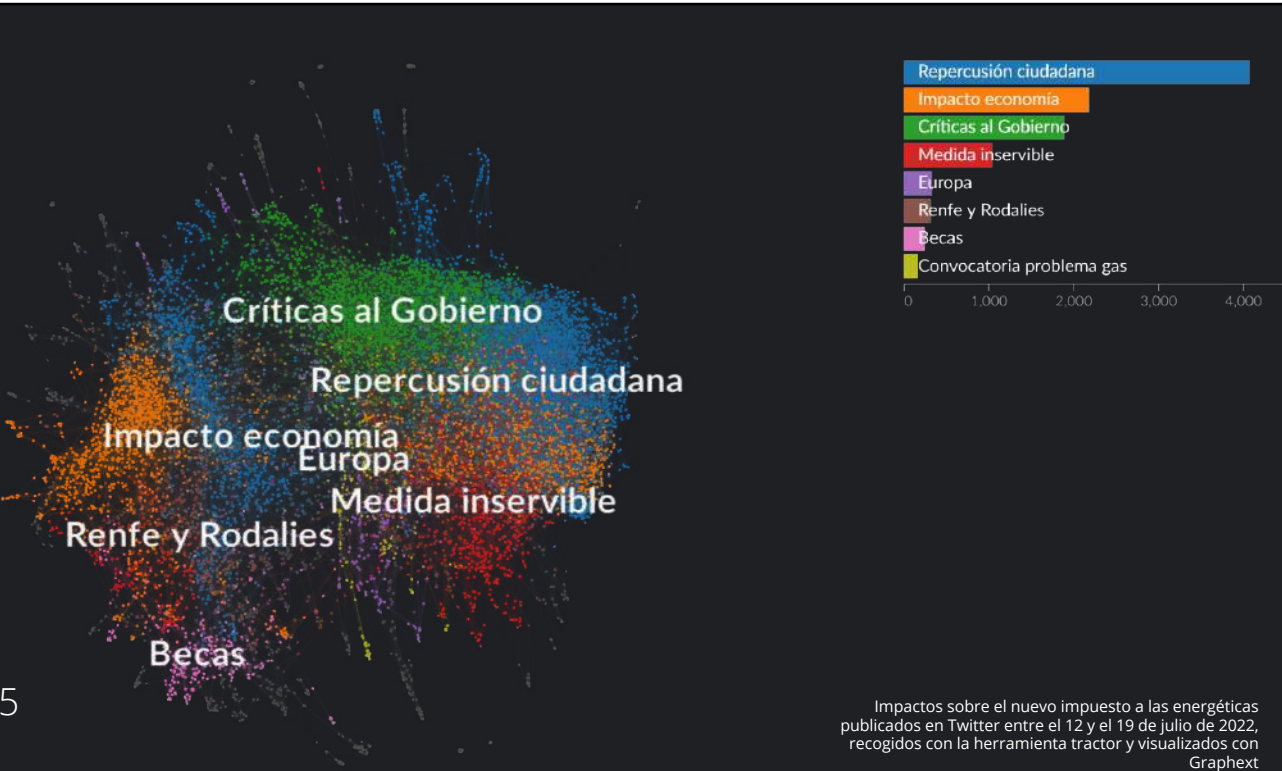 Críticas al Gobierno
Repercusión ciudadana
Impacto economía
Europa
Medida inservible
Renfe y Rodalies
Becas
5
Repercusión ciudadana
Impacto economía
Críticas al Gobierno
Medida inservible
Europa
Renfe y Rodalies
Becas
Convocatoria problema gas
0 1,000 2,000 3,000 4,000
Impactos sobre el nuevo impuesto a las energéticas
publicados en Twitter entre el 12 y el 19 de julio de 2022,
recogidos con la herramienta tractor y visualizados con
Graphext